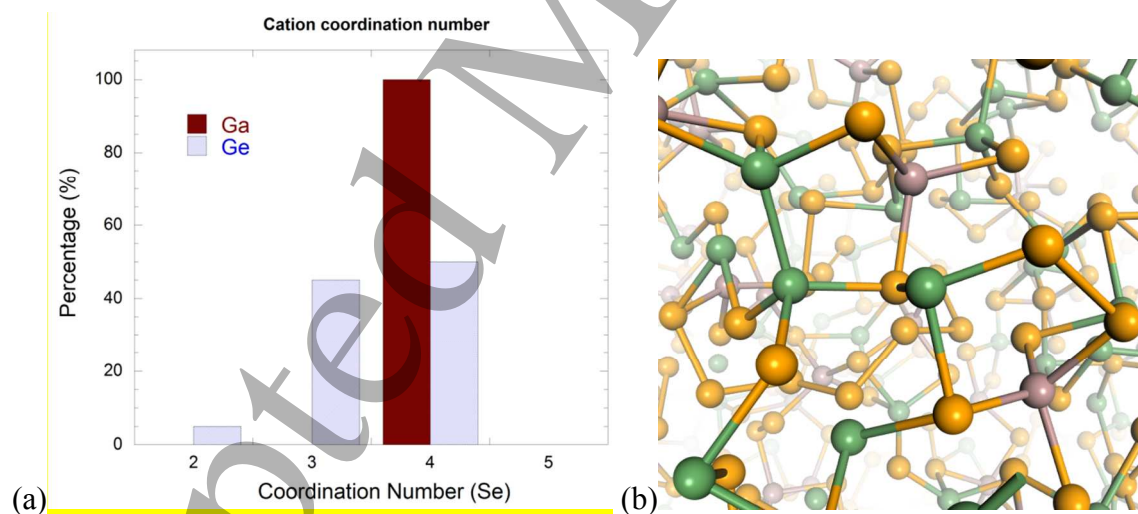 Cation coordination number
100
80
60
40
20
0
Ga
Ge
Percentage (%)
2 3 4 5
Coordination Number (Se)
(a)
(b)
pted M